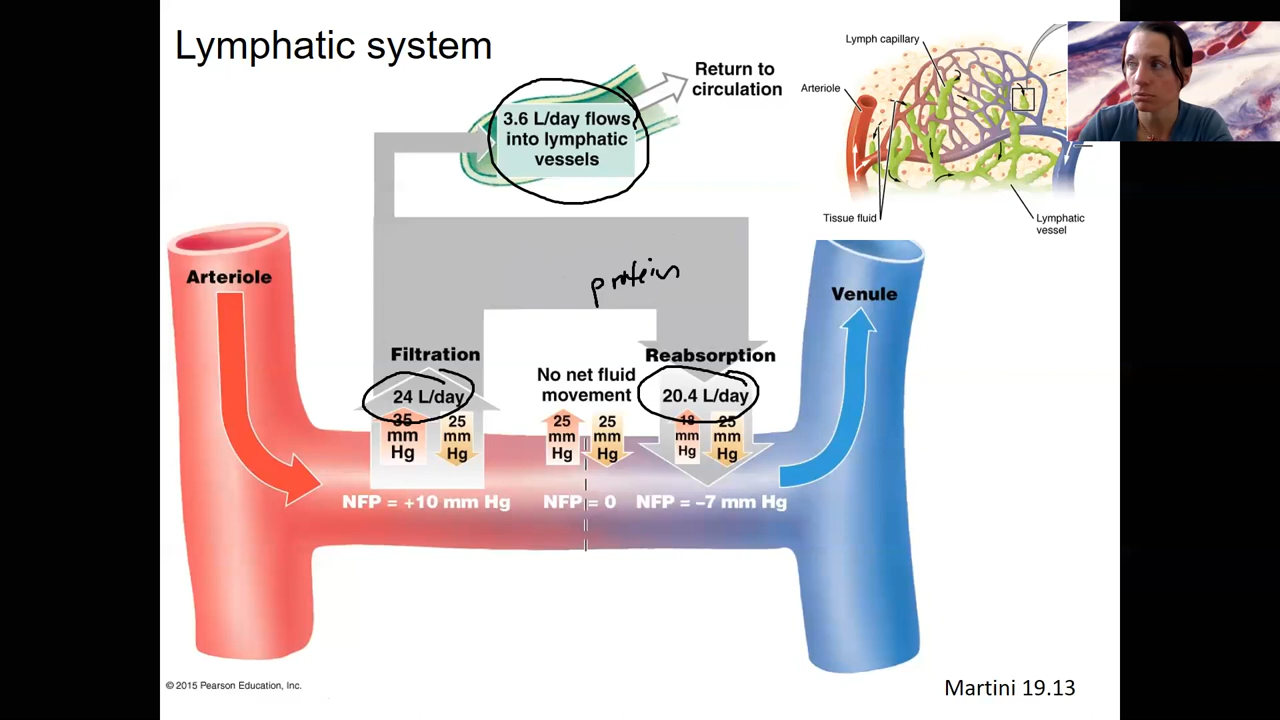 Lymphatic system
Return to
circulation
3.6 L/day flows
into lymphatic
vessels
Lymph capillary
Arteriole
Tissue fluid
Lymphatic
vessel
protein
Arteriole
Venule
Filtration
24 L/day
35
mm
Hg
25
mm
Hg
No net fluid
movement
25
mm
Hg
25
mm
Hg
Reabsorption
20.4 L/day
18
mm
Hg
25
mm
Hg
NFP = +10 mm Hg
NFP = 0
NFP = –7 mm Hg
© 2015 Pearson Education, Inc.
Martini 19.13